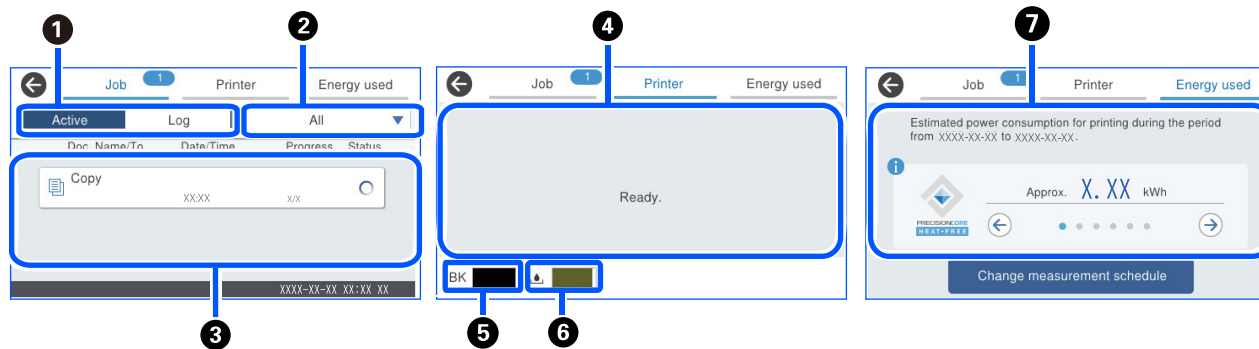 1
2
4
7
Job 1 Printer Energy used
Active Log All
Doc. Name/To Date/Time Progress Status
Copy
XX:XX X/X
XXXX-XX-XX XX:XX XX
3
Job 1 Printer Energy used
Ready.
BK
5
6
Job 1 Printer Energy used
Estimated power consumption for printing during the period
from XXXX-XX-XX to XXXX-XX-XX.
i
PRECISIONCORE
HEAT-FREE
Approx. X.XX kWh
Change measurement schedule